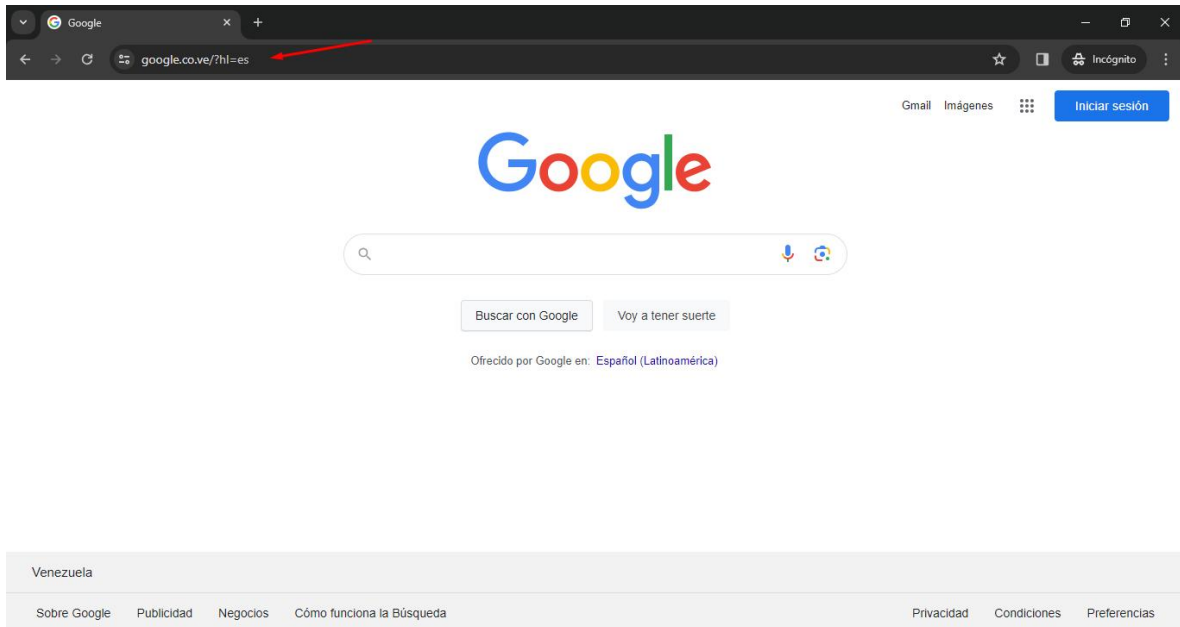 Google
google.co.ve/?hl=es
Incógnito
Gmail Imágenes Iniciar sesión
Google
Buscar con Google Voy a tener suerte
Ofrecido por Google en: Español (Latinoamérica)
Venezuela
Sobre Google Publicidad Negocios Cómo funciona la Búsqueda Privacidad Condiciones Preferencias